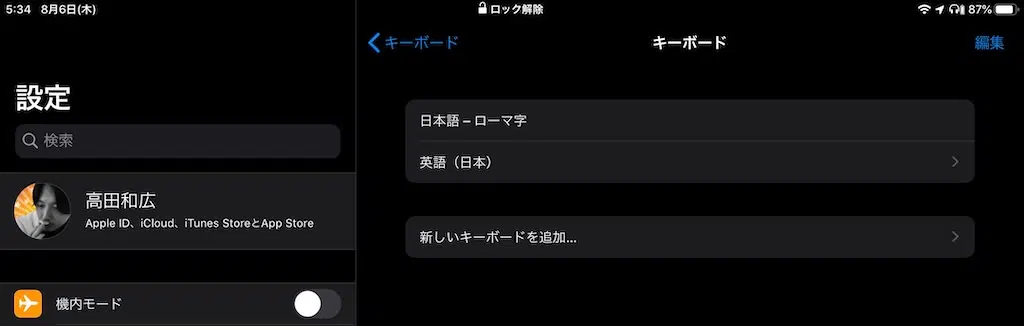 5:34 8月6日(木)
ロック解除
87%
設定
検索
高田和広
Apple ID、iCloud、iTunes StoreとApp Store
機内モード
キーボード
キーボード
編集
日本語 – ローマ字
英語（日本）
新しいキーボードを追加...